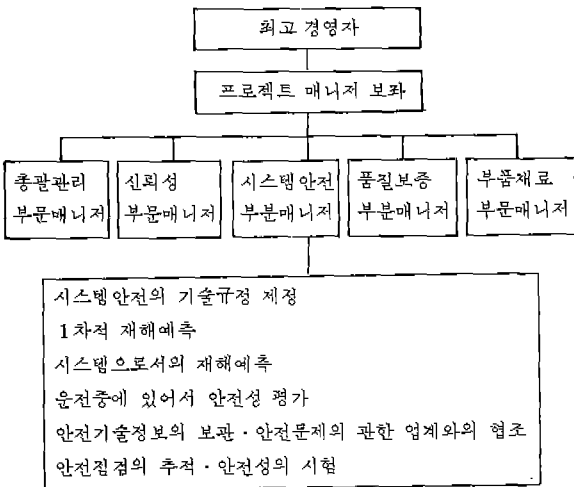 최고 경영자
프로젝트 매니저 보좌
총괄관리
부문매니저
신뢰성
부문매니저
시스템안전
부분매니저
품질보증
부분매니저
부품재료
부문매니저
시스템안전의 기술규정 제정
1차적 재해예측
시스템으로서의 재해예측
운전중에 있어서 안전성 평가
안전기술정보의 보관·안전문제의 관한 업계와의 협조
안전점검의 추적·안전성의 시험